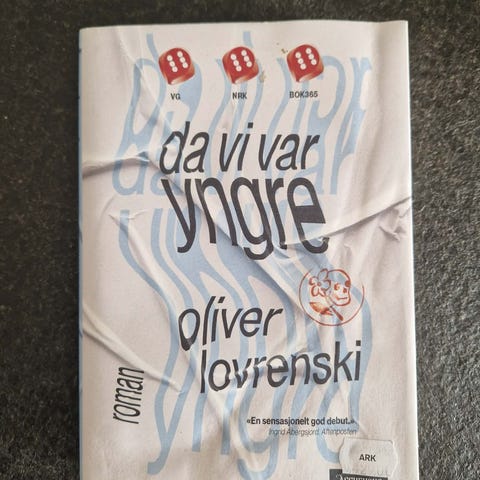 VG
NRK
BOK365
da vi var
yngre
oliver
lovrenski
roman
«En sensasjonelt god debut.»
Ingrid Åbergsjord, Aftenposten
ARK